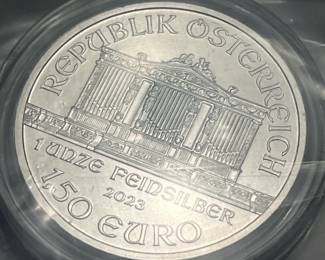 REPUBLIK ÖSTERREICH
1 UNZE FEINSILBER
2023
1,50 EURO